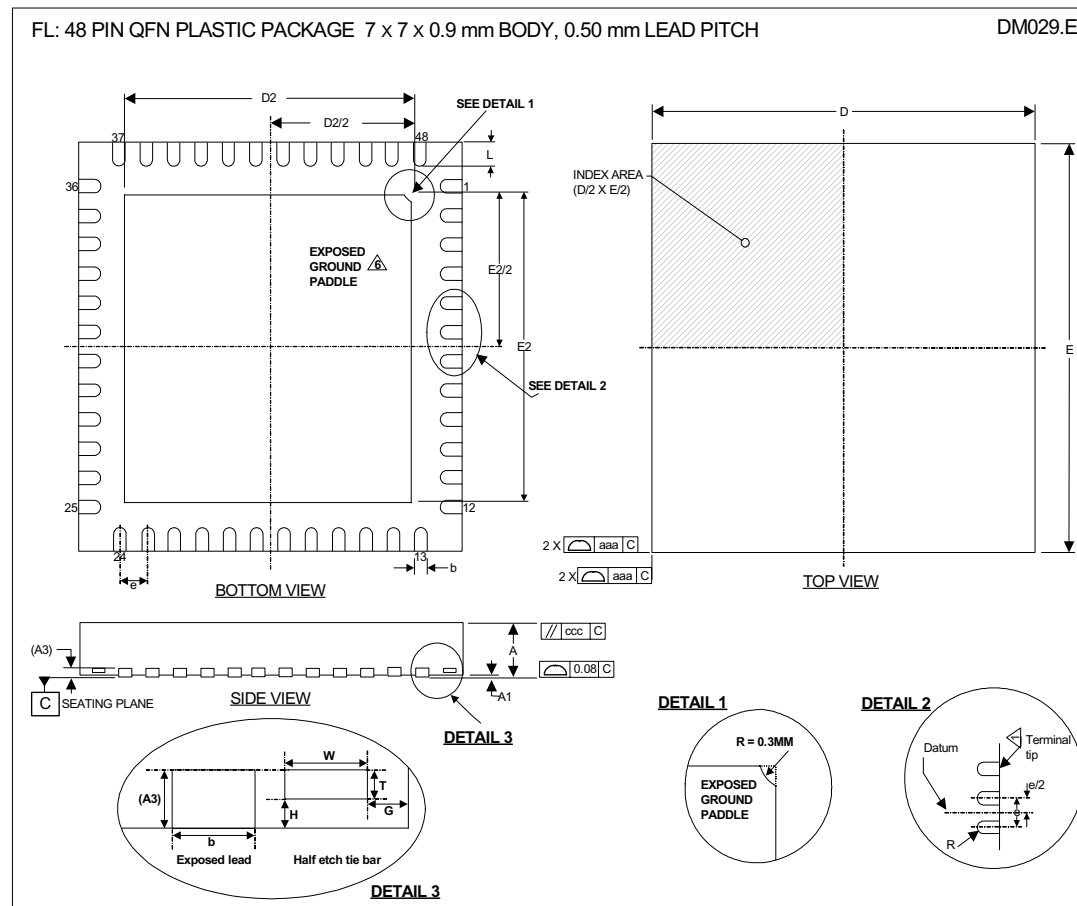 FL: 48 PIN QFN PLASTIC PACKAGE 7 x 7 x 0.9 mm BODY, 0.50 mm LEAD PITCH
DM029.E
D2
SEE DETAIL 1
D2/2
37
48
L
36
1
EXPOSED
GROUND
PADDLE
6
E2/2
E2
SEE DETAIL 2
25
12
24
13
e
b
BOTTOM VIEW
D
INDEX AREA
(D/2 X E/2)
E
2 X aaa C
2 X aaa C
TOP VIEW
(A3)
A
// ccc C
0.08 C
A1
C SEATING PLANE
SIDE VIEW
DETAIL 3
W
(A3)
T
H
G
b
Exposed lead
Half etch tie bar
DETAIL 3
DETAIL 1
R = 0.3MM
EXPOSED
GROUND
PADDLE
DETAIL 2
Datum
1
Terminal
tip
e/2
e
R